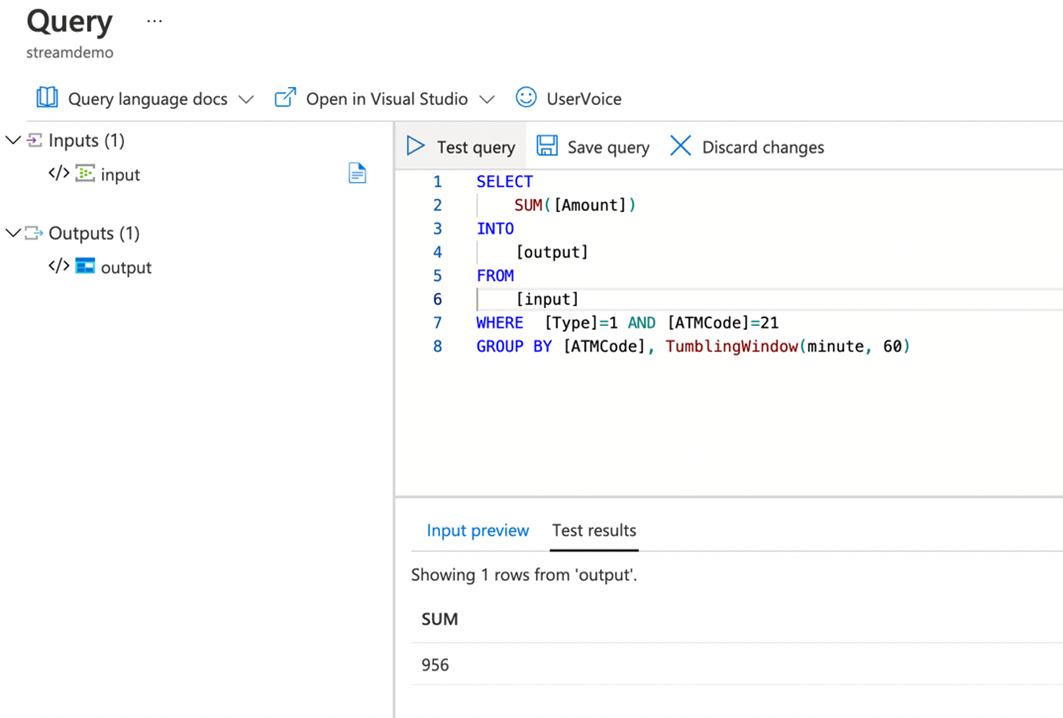 Query ...
streamdemo
Query language docs Open in Visual Studio UserVoice
Inputs (1)
</> input
Outputs (1)
</> output
Test query Save query Discard changes
1 SELECT
2 SUM([Amount])
3 INTO
4 [output]
5 FROM
6 [input]
7 WHERE [Type]=1 AND [ATMCode]=21
8 GROUP BY [ATMCode], TumblingWindow(minute, 60)
Input preview Test results
Showing 1 rows from 'output'.
SUM
956